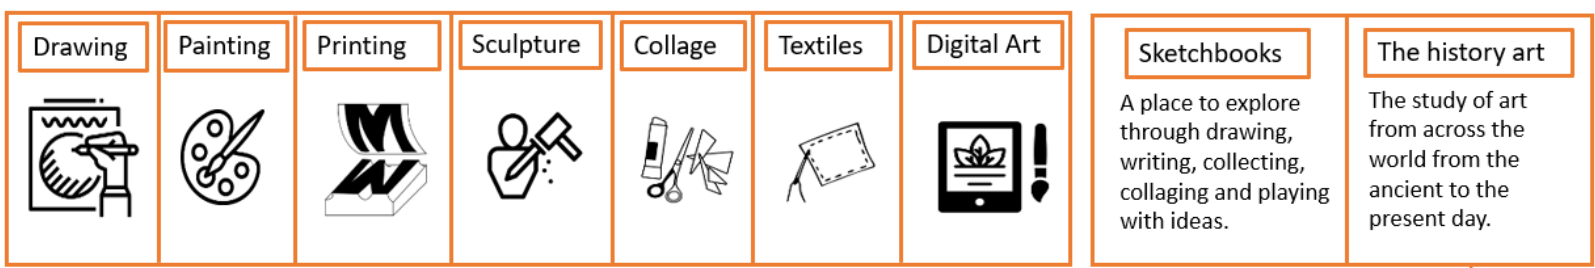 Drawing
Painting
Printing
Sculpture
Collage
Textiles
Digital Art
Sketchbooks
A place to explore
through drawing,
writing, collecting,
collaging and playing
with ideas.
The history art
The study of art
from across the
world from the
ancient to the
present day.
M
M